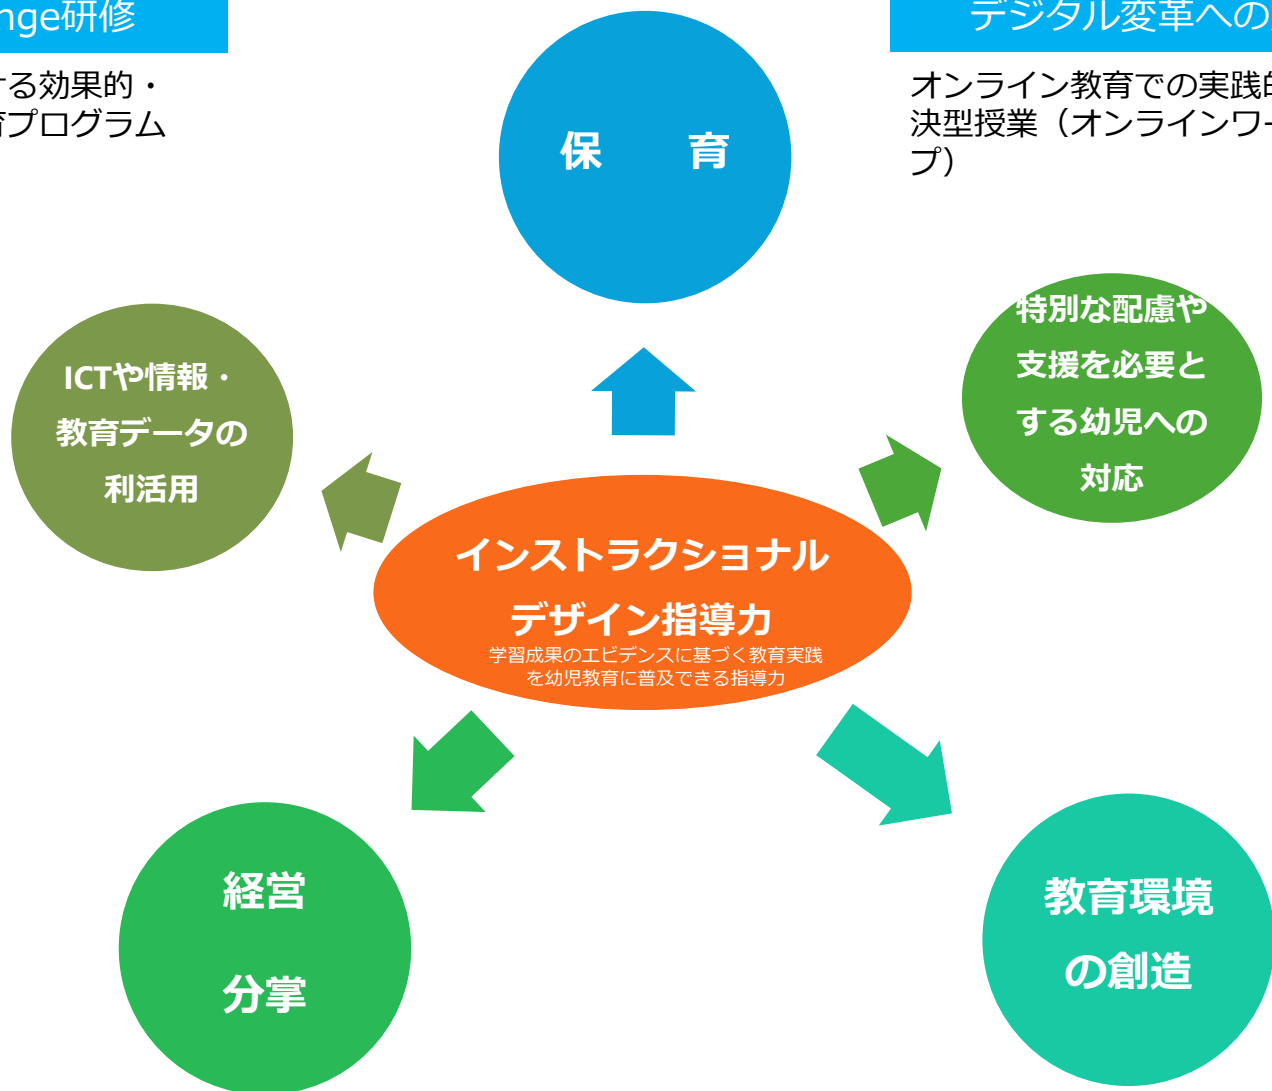 nge研修
デジタル変革への
ける効果的・
育プログラム
オンライン教育での実践的
決型授業（オンラインワー
プ）
保　　育
特別な配慮や
支援を必要と
する幼児への
対応
ICTや情報・
教育データの
利活用
インストラクショナル
デザイン指導力
学習成果のエビデンスに基づく教育実践
を幼児教育に普及できる指導力
経営
分掌
教育環境
の創造